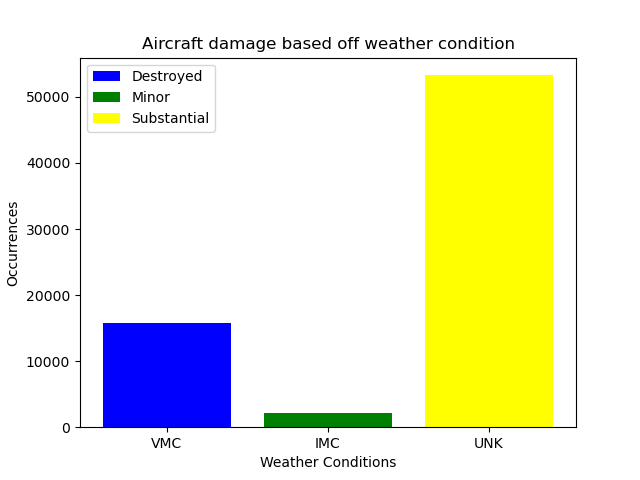 Aircraft damage based off weather condition
Destroyed
Minor
Substantial
50000
40000
30000
20000
10000
0
Occurrences
VMC
IMC
UNK
Weather Conditions